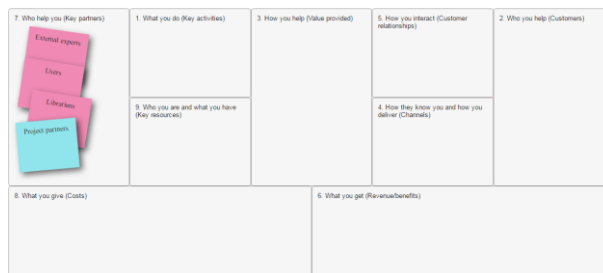 7. Who help you (Key partners)
External experts
Users
Librarians
Project partners
1. What you do (Key activities)
9. Who you are and what you have
(Key resources)
3. How you help (Value provided)
5. How you interact (Customer
relationships)
4. How they know you and how you
deliver (Channels)
2. Who you help (Customers)
8. What you give (Costs)
6. What you get (Revenue/benefits)